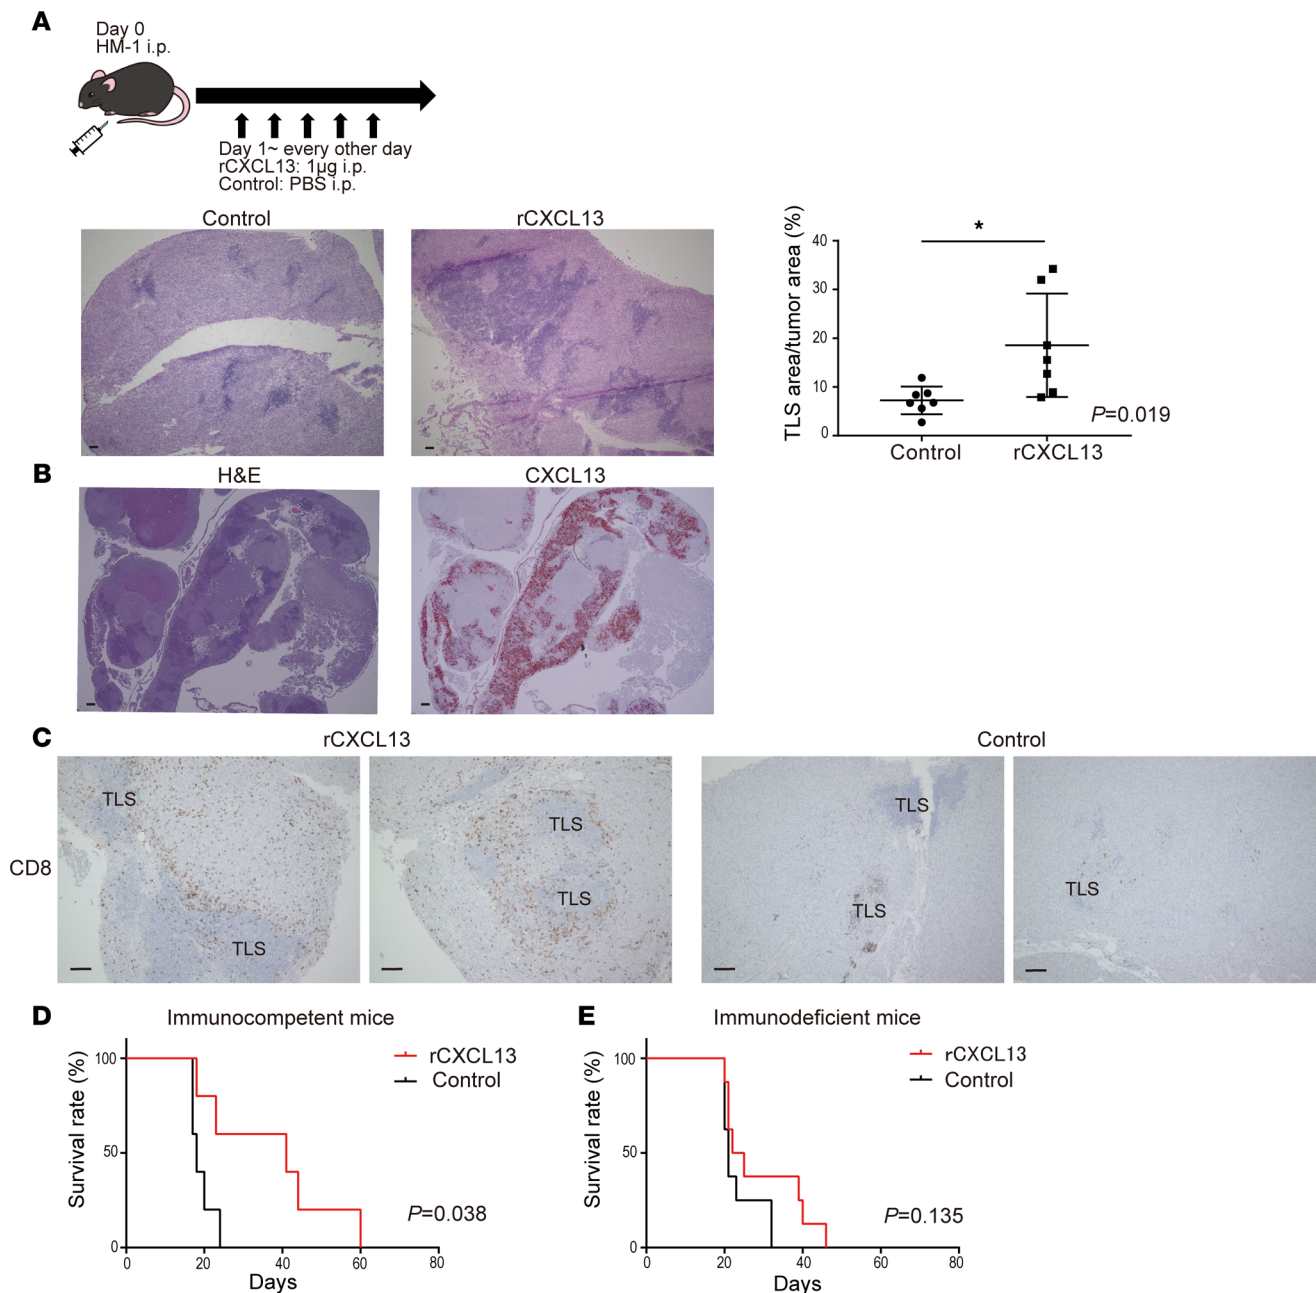 A
Day 0
HM-1 i.p.
Day 1~ every other day
rCXCL13: 1µg i.p.
Control: PBS i.p.
Control
rCXCL13
TLS area/tumor area (%)
40
30
20
10
0
*
P=0.019
Control
rCXCL13
B
H&E
CXCL13
C
rCXCL13
Control
CD8
TLS
TLS
TLS
TLS
TLS
TLS
TLS
D
Immunocompetent mice
Survival rate (%)
100
50
0
rCXCL13
Control
P=0.038
0
20
40
60
80
Days
E
Immunodeficient mice
Survival rate (%)
100
50
0
rCXCL13
Control
P=0.135
0
20
40
60
80
Days